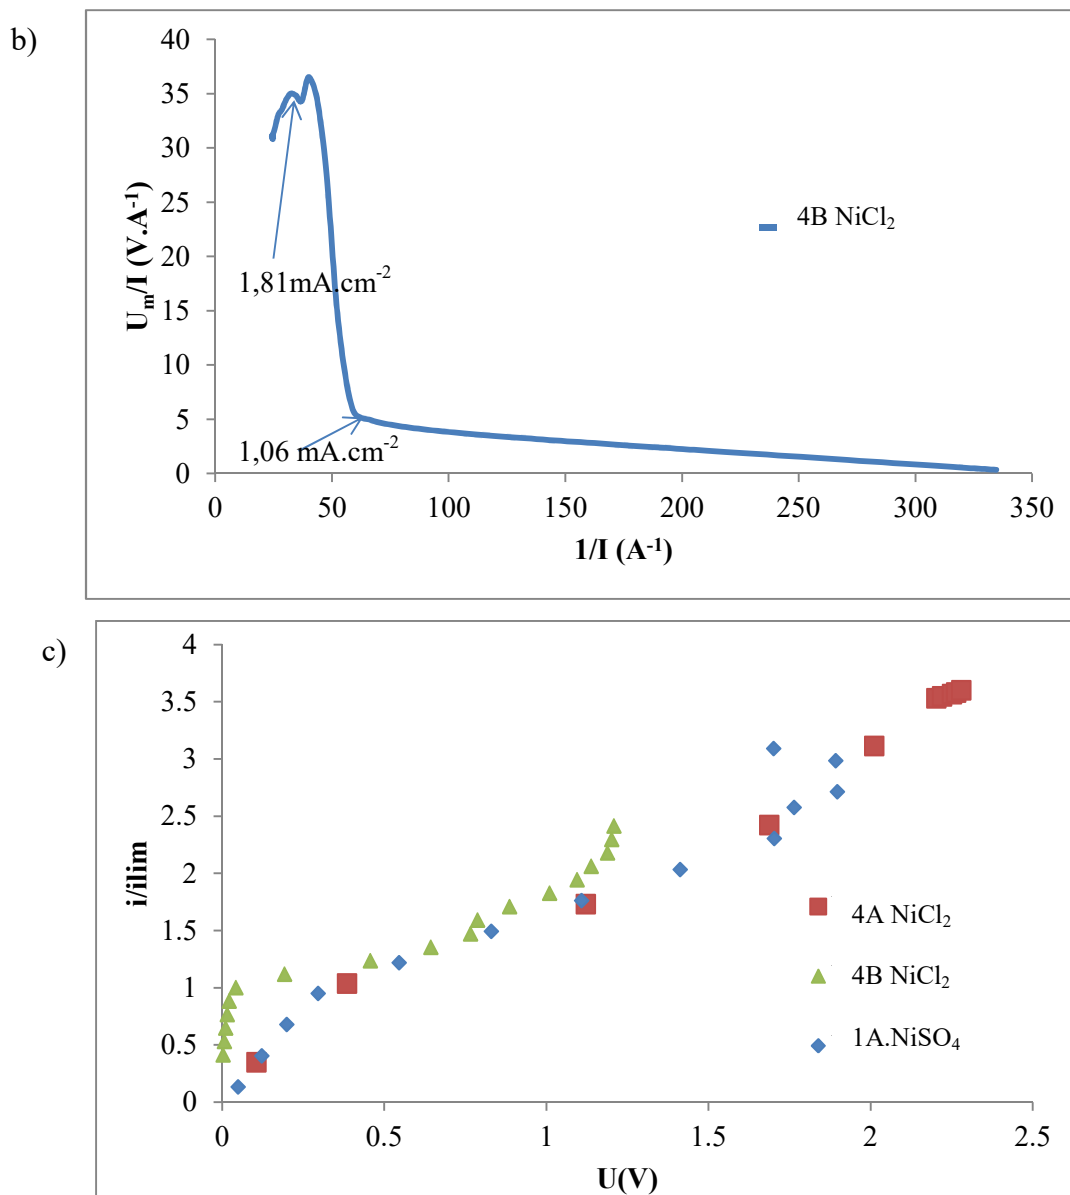 b)
40
35
30
25
20
15
10
5
0
U_m/I (V.A⁻¹)
1,81mA.cm⁻²
1,06 mA.cm⁻²
4B NiCl₂
0 50 100 150 200 250 300 350
1/I (A⁻¹)
c)
4
3.5
3
2.5
2
1.5
1
0.5
0
i/ilim
4A NiCl₂
4B NiCl₂
1A.NiSO₄
0 0.5 1 1.5 2 2.5
U(V)